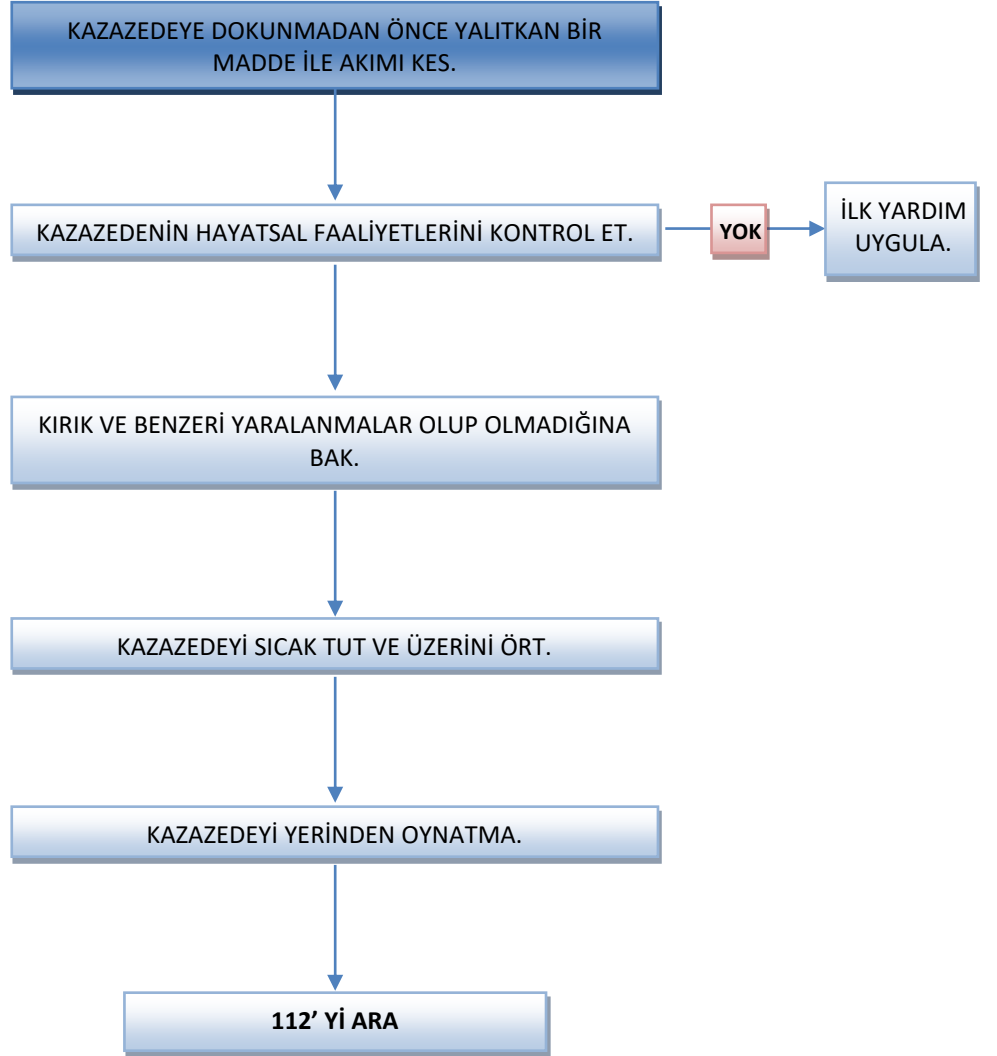 KAZAZEDEYE DOKUNMADAN ÖNCE YALITKAN BİR
MADDE İLE AKIMI KES.
KAZAZEDENİN HAYATSAL FAALİYETLERİNİ KONTROL ET.
YOK
İLK YARDIM
UYGULA.
KIRIK VE BENZERİ YARALANMALAR OLUP OLMADIĞINA
BAK.
KAZAZEDEYİ SICAK TUT VE ÜZERİNİ ÖRT.
KAZAZEDEYİ YERİNDEN OYNATMA.
112’ Yİ ARA